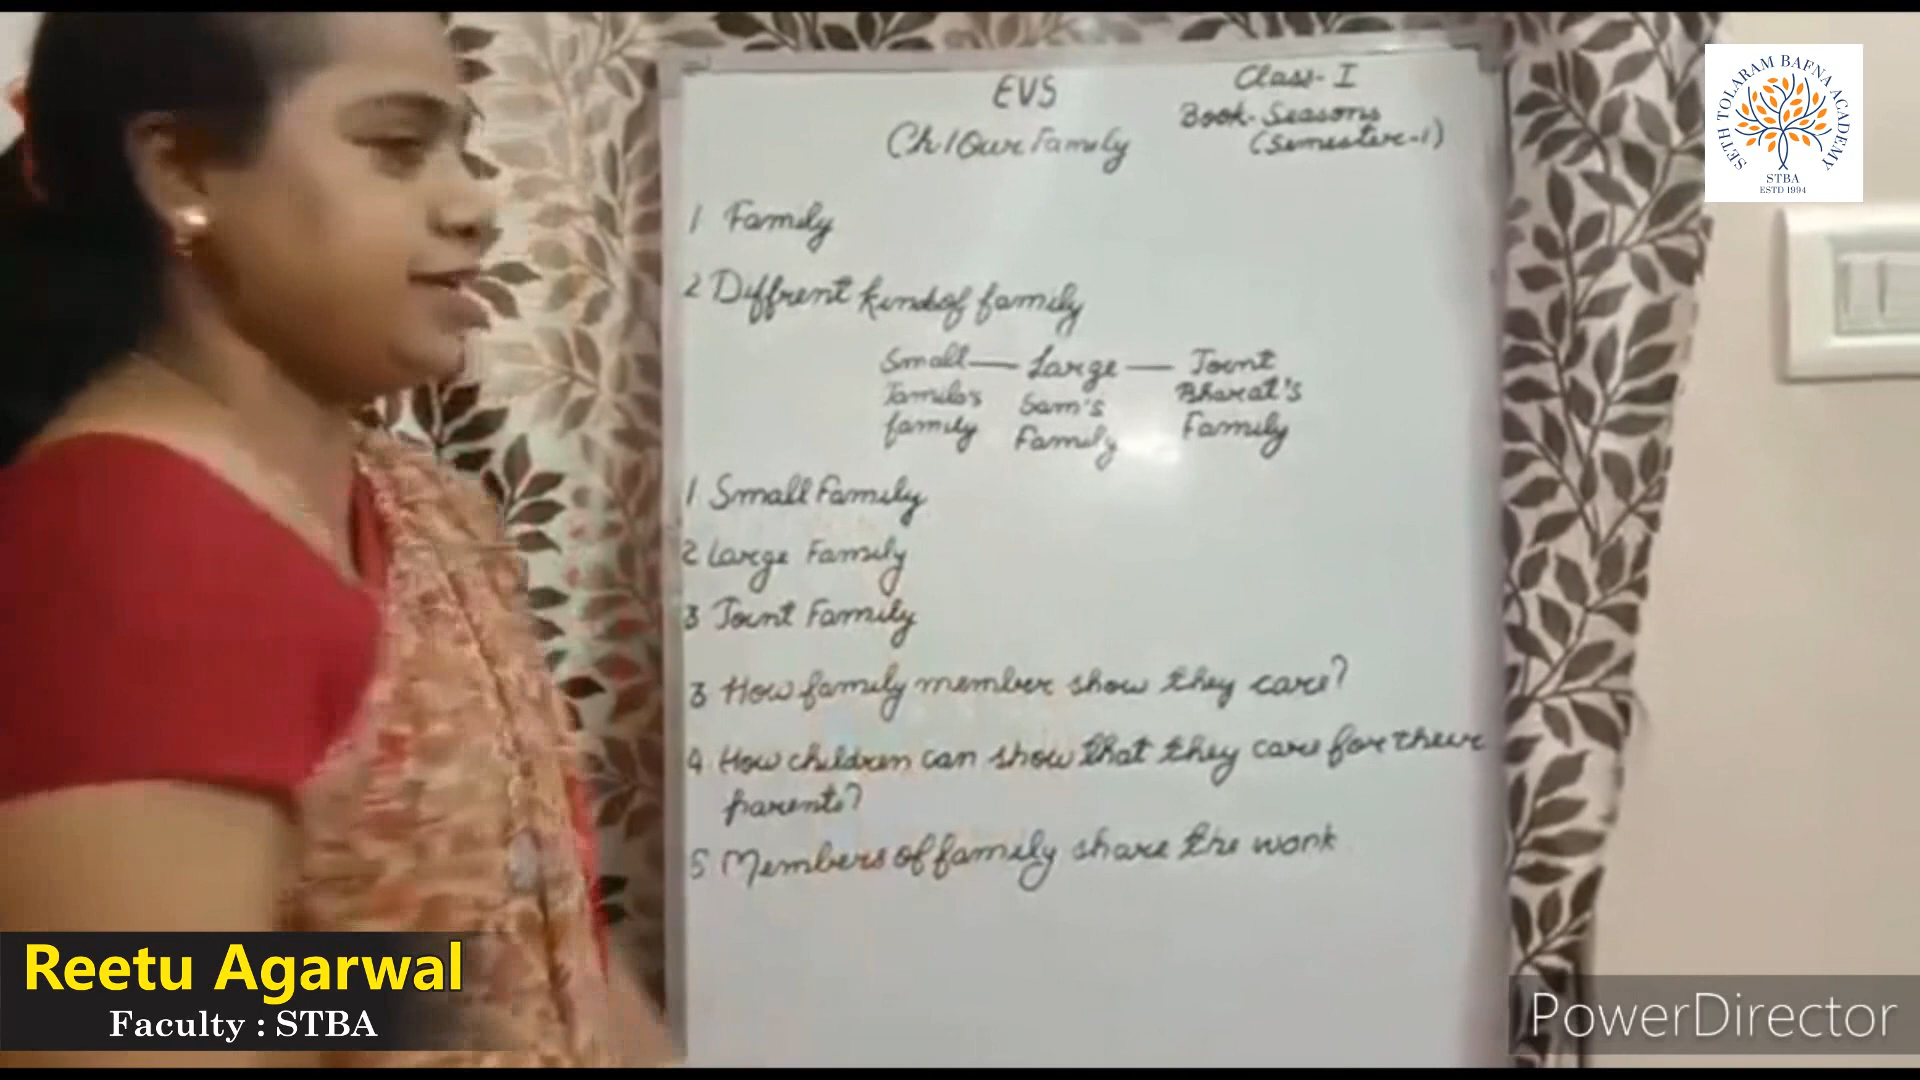 EVS
Class-I
Ch 1 Our Family
Book-Seasons
(Semester-1)
1 Family
2 Diffrent kind of family
Small — Large — Joint
Jamila's Sam's Bharat's
family Family Family
1 Small Family
2 Large Family
3 Joint Family
3 How family member show they care?
4 How children can show that they care for their
parents?
5 Members of family share the work
SETH TOLARAM BAFNA ACADEMY
STBA
ESTD 1994
Reetu Agarwal
Faculty : STBA
PowerDirector